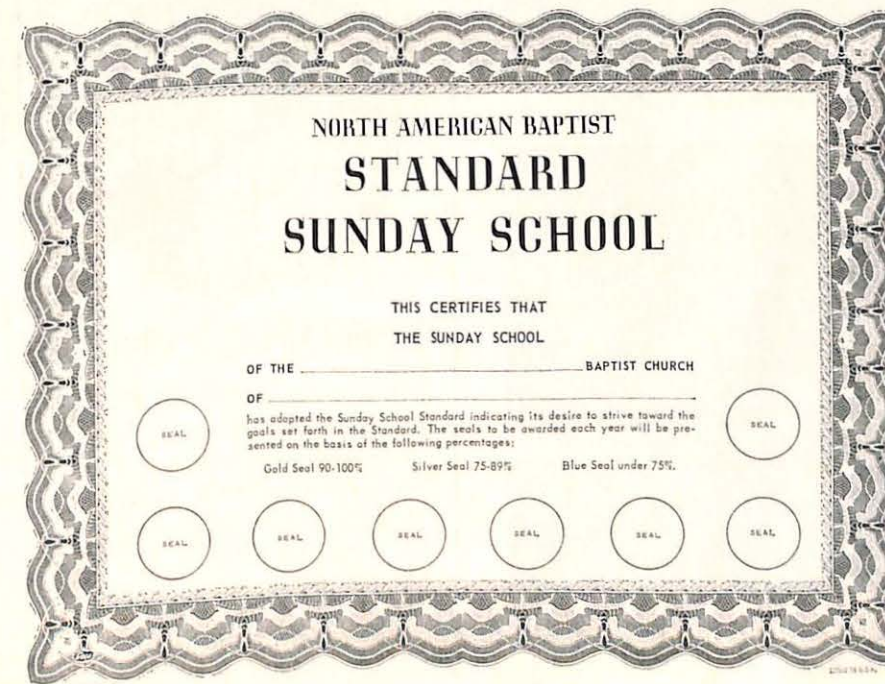 NORTH AMERICAN BAPTIST
STANDARD
SUNDAY SCHOOL
THIS CERTIFIES THAT
THE SUNDAY SCHOOL
OF THE BAPTIST CHURCH
OF
has adopted the Sunday School Standard indicating its desire to strive toward the
goals set forth in the Standard. The seals to be awarded each year will be pre-
sented on the basis of the following percentages:
Gold Seal 90-100% Silver Seal 75-89% Blue Seal under 75%.
SEAL SEAL
SEAL SEAL SEAL SEAL SEAL SEAL